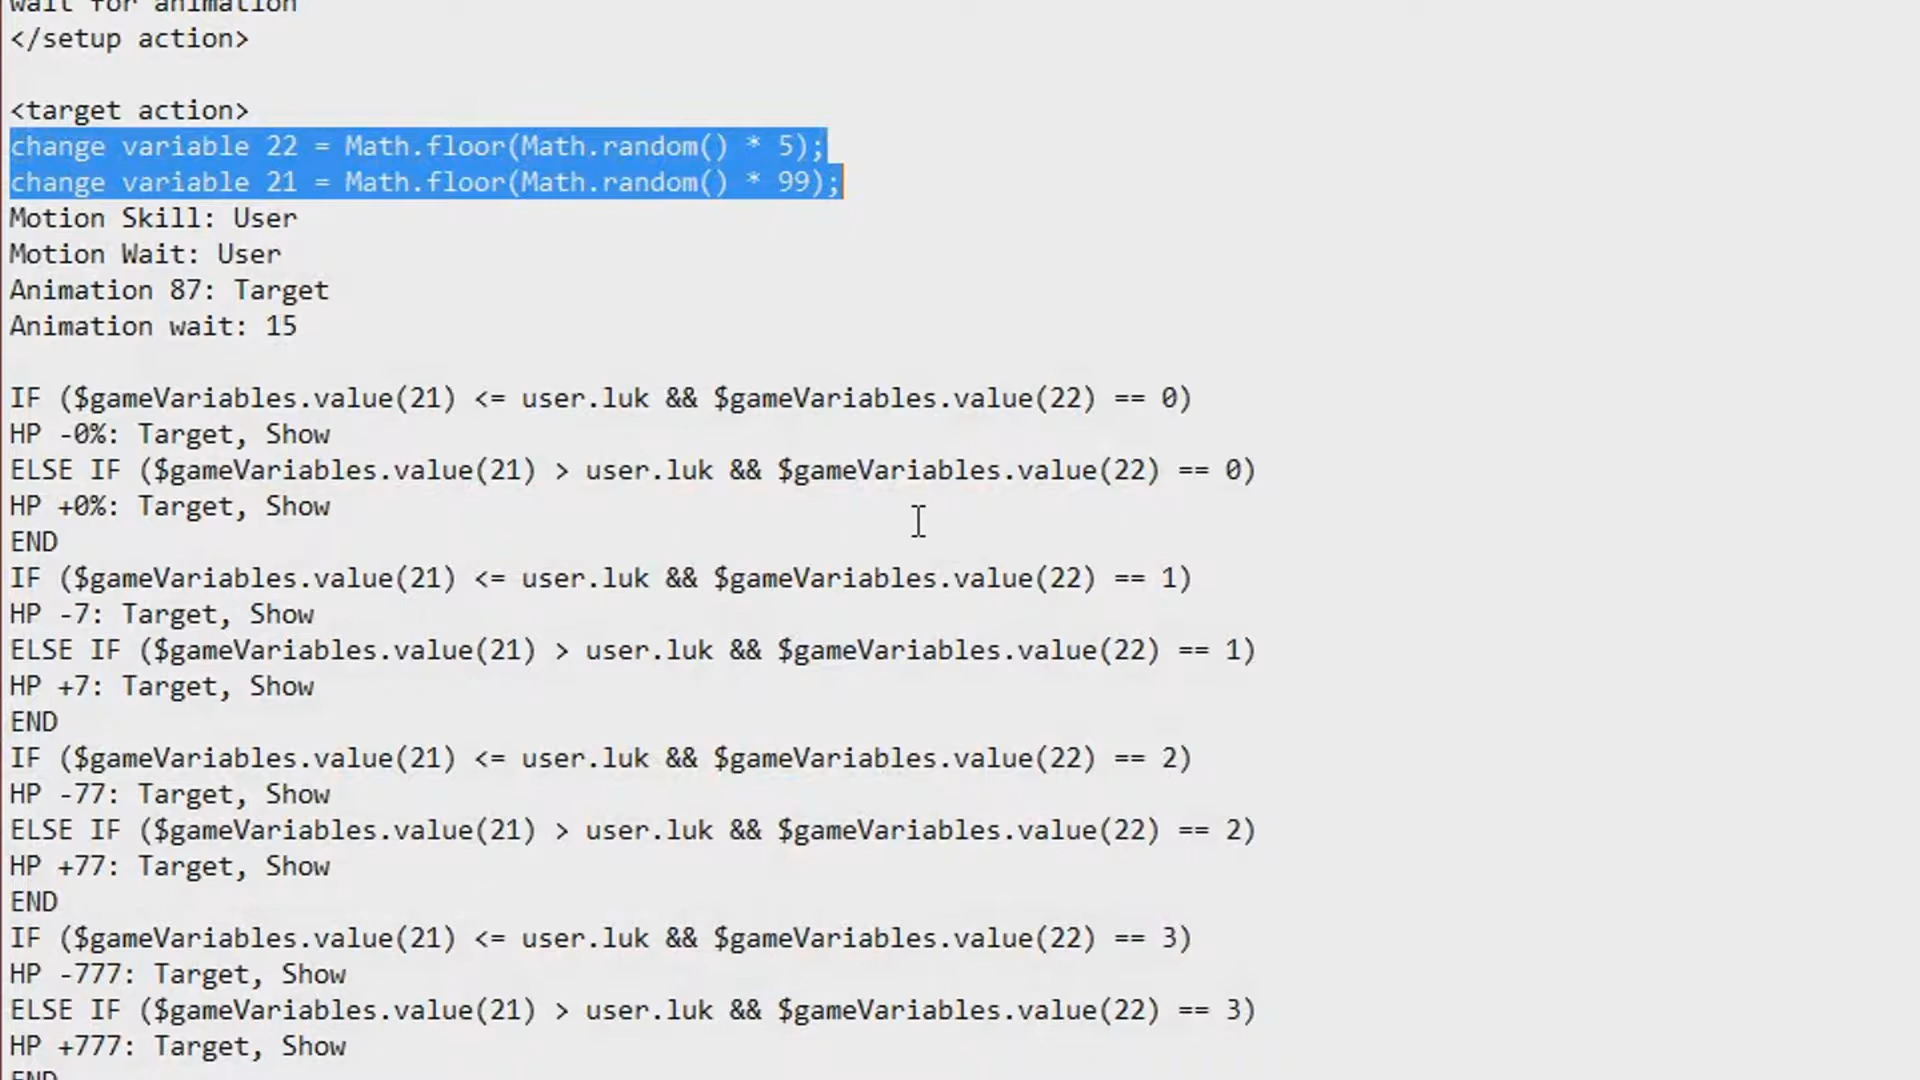 wait for animation
</setup action>
<target action>
change variable 22 = Math.floor(Math.random() * 5);
change variable 21 = Math.floor(Math.random() * 99);
Motion Skill: User
Motion Wait: User
Animation 87: Target
Animation wait: 15
IF ($gameVariables.value(21) <= user.luk && $gameVariables.value(22) == 0)
HP -0%: Target, Show
ELSE IF ($gameVariables.value(21) > user.luk && $gameVariables.value(22) == 0)
HP +0%: Target, Show
END
IF ($gameVariables.value(21) <= user.luk && $gameVariables.value(22) == 1)
HP -7: Target, Show
ELSE IF ($gameVariables.value(21) > user.luk && $gameVariables.value(22) == 1)
HP +7: Target, Show
END
IF ($gameVariables.value(21) <= user.luk && $gameVariables.value(22) == 2)
HP -77: Target, Show
ELSE IF ($gameVariables.value(21) > user.luk && $gameVariables.value(22) == 2)
HP +77: Target, Show
END
IF ($gameVariables.value(21) <= user.luk && $gameVariables.value(22) == 3)
HP -777: Target, Show
ELSE IF ($gameVariables.value(21) > user.luk && $gameVariables.value(22) == 3)
HP +777: Target, Show
END